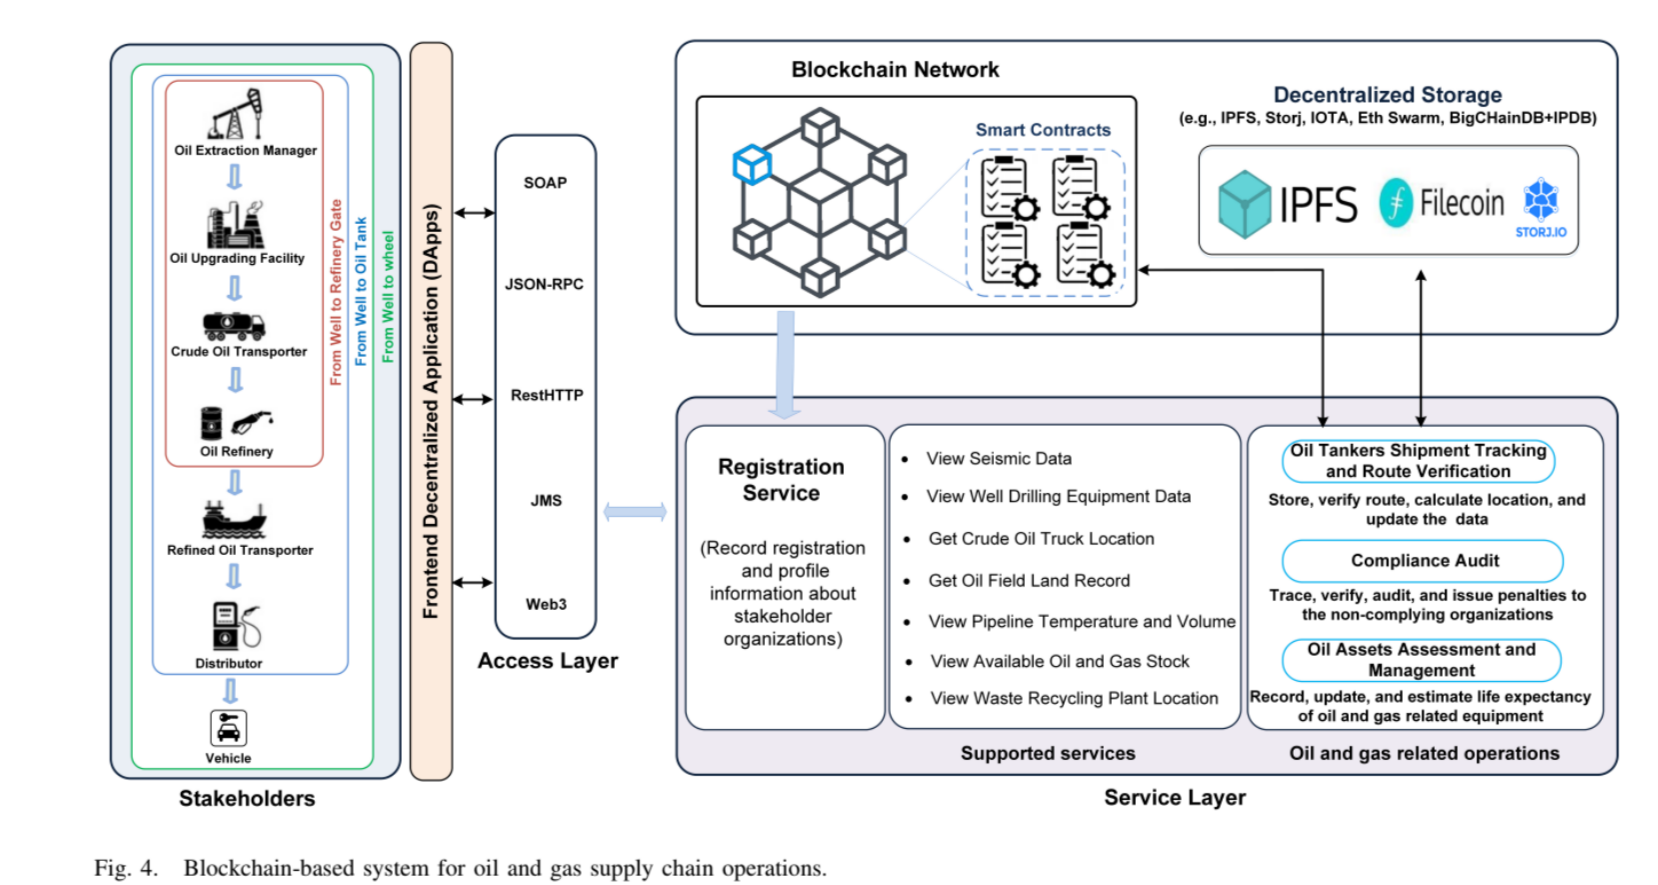 Oil Extraction Manager
Oil Upgrading Facility
Crude Oil Transporter
Oil Refinery
Refined Oil Transporter
Distributor
Vehicle
From Well to Refinery Gate
From Well to Oil Tank
From Well to wheel
Stakeholders
Frontend Decentralized Application (DApps)
SOAP
JSON-RPC
RestHTTP
JMS
Web3
Access Layer
Blockchain Network
Smart Contracts
Decentralized Storage
(e.g., IPFS, Storj, IOTA, Eth Swarm, BigCHainDB+IPDB)
IPFS
Filecoin
STORJ.IO
Registration
Service
(Record registration
and profile
information about
stakeholder
organizations)
• View Seismic Data
• View Well Drilling Equipment Data
• Get Crude Oil Truck Location
• Get Oil Field Land Record
• View Pipeline Temperature and Volume
• View Available Oil and Gas Stock
• View Waste Recycling Plant Location
Supported services
Oil Tankers Shipment Tracking
and Route Verification
Store, verify route, calculate location, and
update the data
Compliance Audit
Trace, verify, audit, and issue penalties to
the non-complying organizations
Oil Assets Assessment and
Management
Record, update, and estimate life expectancy
of oil and gas related equipment
Oil and gas related operations
Service Layer
Fig. 4. Blockchain-based system for oil and gas supply chain operations.